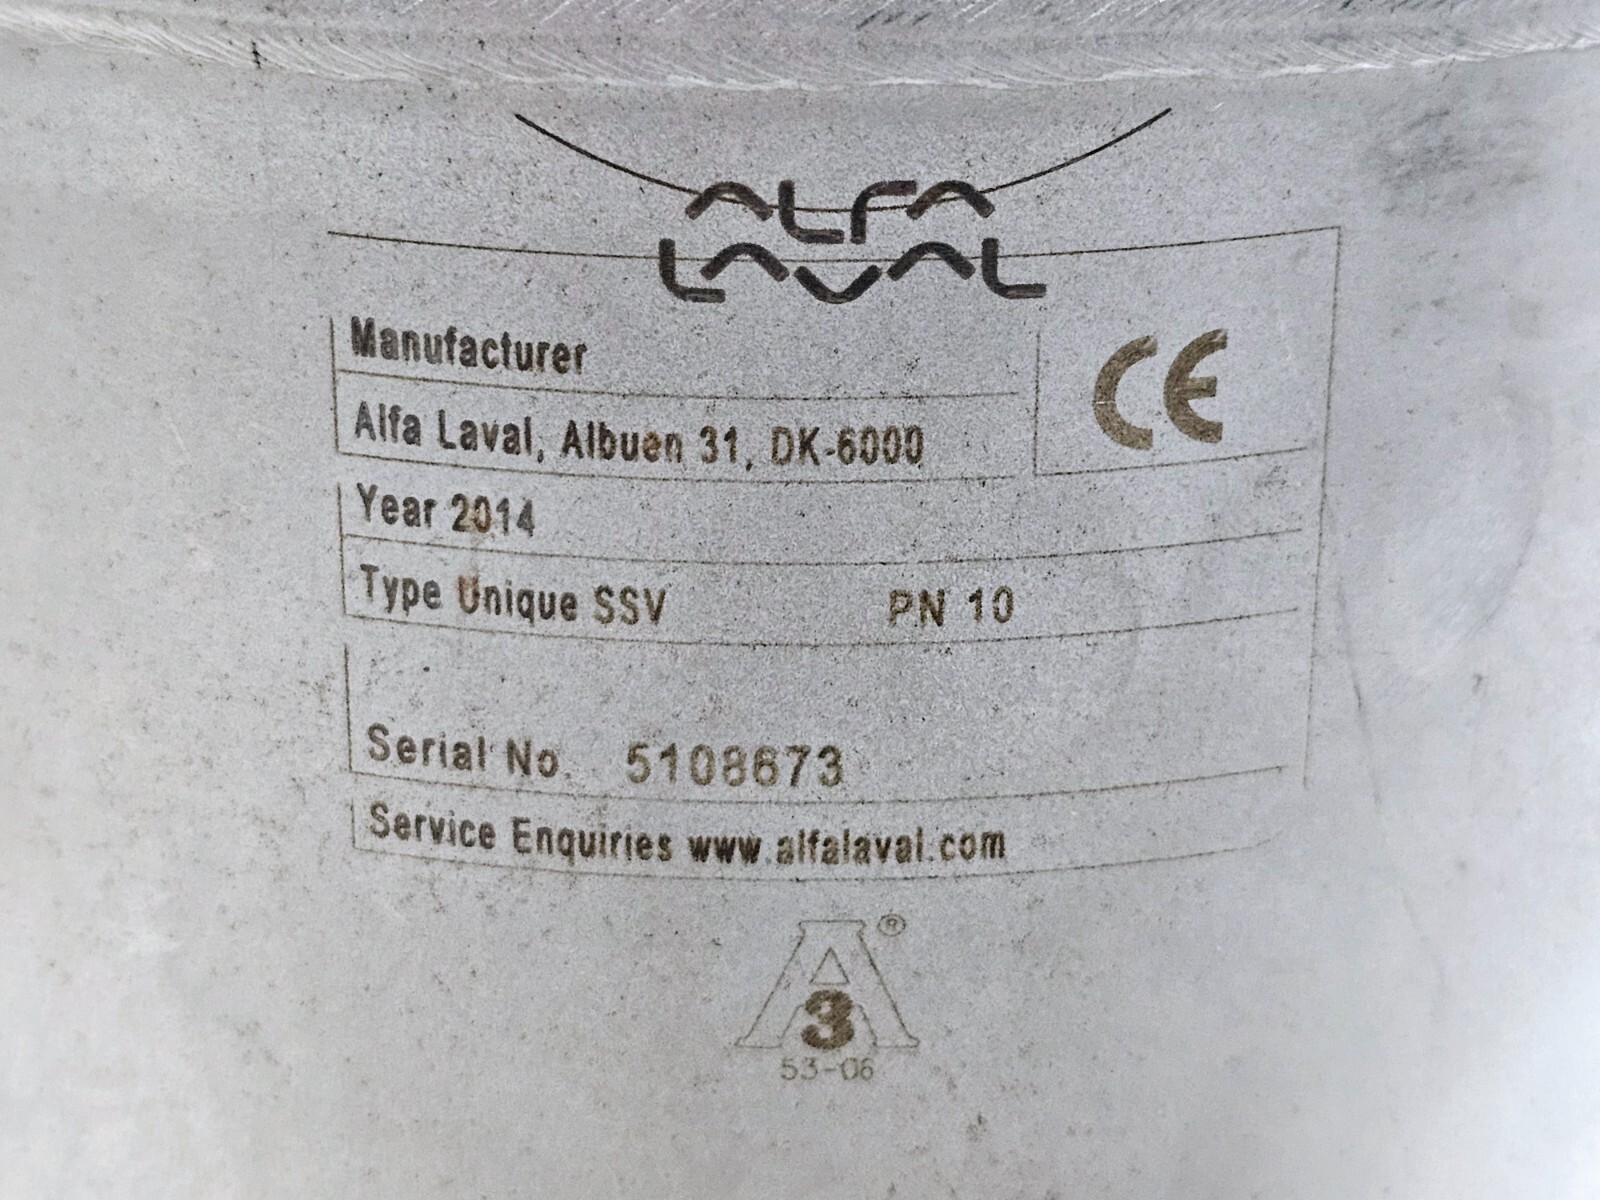 ALFA
LAVAL
Manufacturer
CE
Alfa Laval, Albuen 31, DK-6000
Year 2014
Type Unique SSV PN 10
Serial No 5108673
Service Enquiries www.alfalaval.com
A®
3
53-06